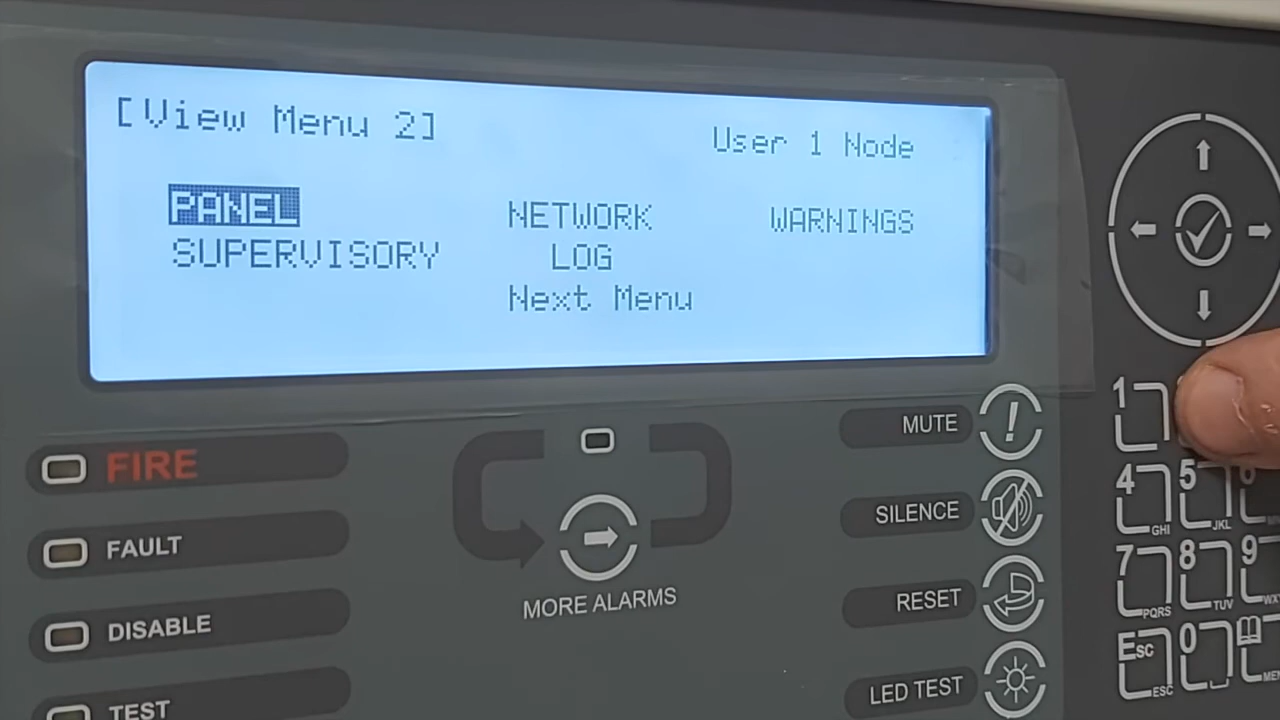 [View Menu 2]
User 1 Node
PANEL NETWORK WARNINGS
SUPERVISORY LOG
Next Menu
FIRE
FAULT
DISABLE
TEST
MORE ALARMS
MUTE
SILENCE
RESET
LED TEST
1
4 GHI 5 JKL 6
7 PQRS 8 TUV 9
Esc ESC 0